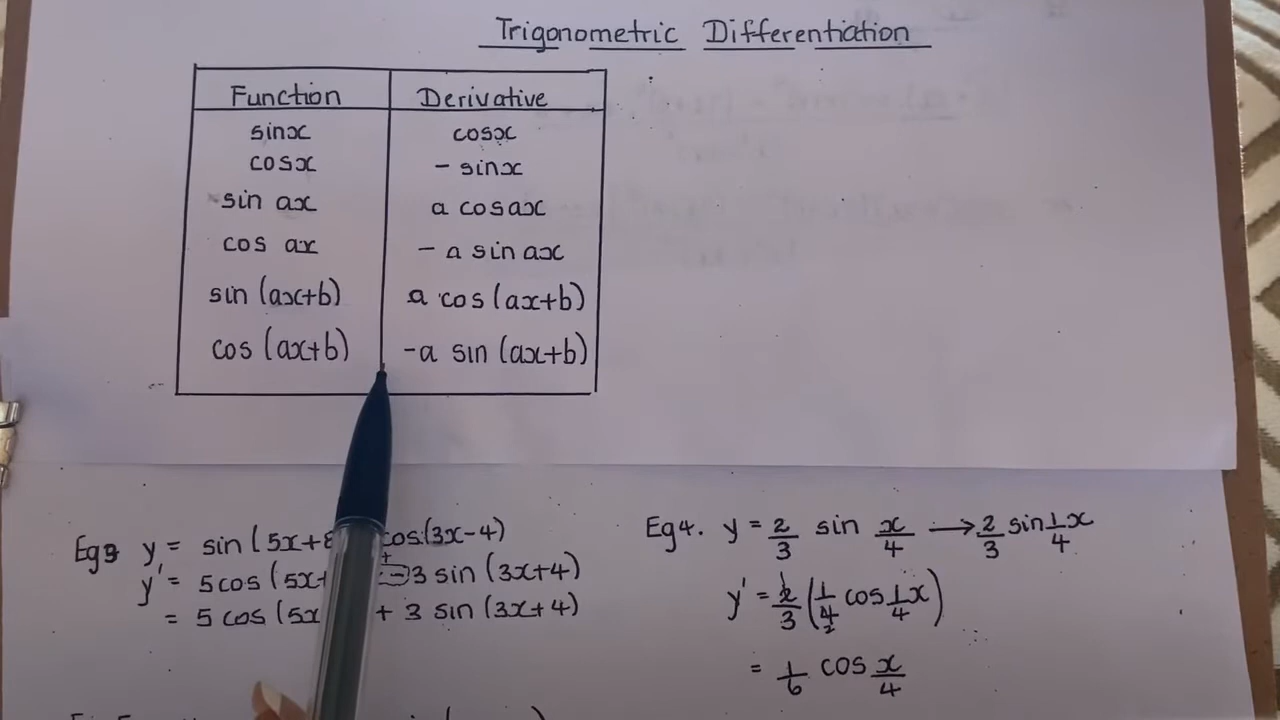 Trigonometric Differentiation
Function Derivative
sinx cosx
cosx - sinx
sin ax a cosax
cos ax - a sin ax
sin (ax+b) a cos (ax+b)
cos (ax+b) -a sin (ax+b)
Eg3 y = sin (5x+ cos(3x-4)
y' = 5cos (5x+ - -3 sin (3x+4)
= 5 cos (5x + 3 sin (3x+4)
Eg4. y = 2/3 sin x/4 → 2/3 sin 1/4 x
y' = 2/3 (1/4 cos 1/4 x)
= 1/6 cos x/4